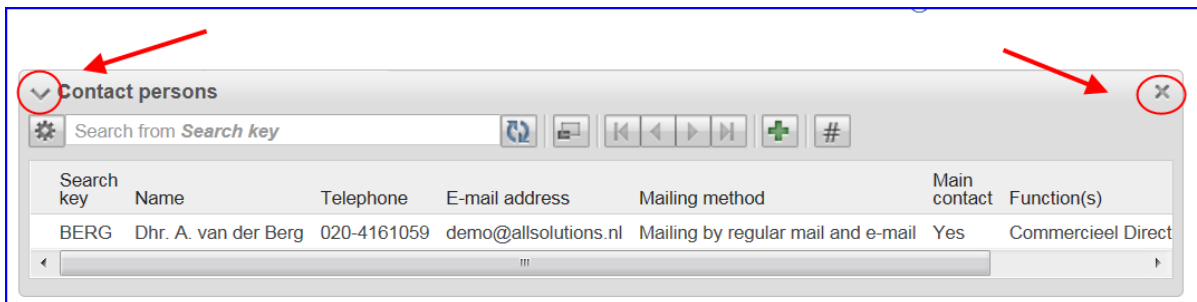 Contact persons
Search from Search key
#
Search key Name Telephone E-mail address Mailing method Main contact Function(s)
BERG Dhr. A. van der Berg 020-4161059 demo@allsolutions.nl Mailing by regular mail and e-mail Yes Commercieel Direct